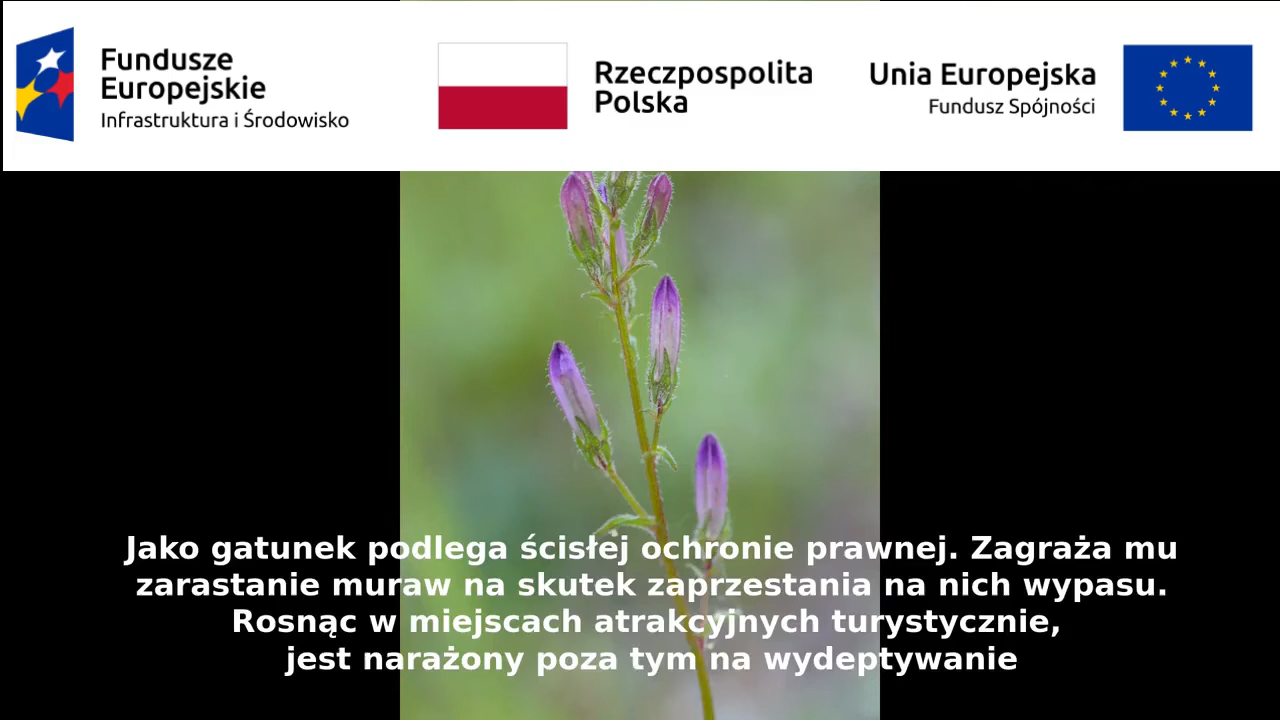 Fundusze
Europejskie
Infrastruktura i Środowisko
Rzeczpospolita
Polska
Unia Europejska
Fundusz Spójności
Jako gatunek podlega ścisłej ochronie prawnej. Zagraża mu
zarastanie muraw na skutek zaprzestania na nich wypasu.
Rosnąc w miejscach atrakcyjnych turystycznie,
jest narażony poza tym na wydeptywanie